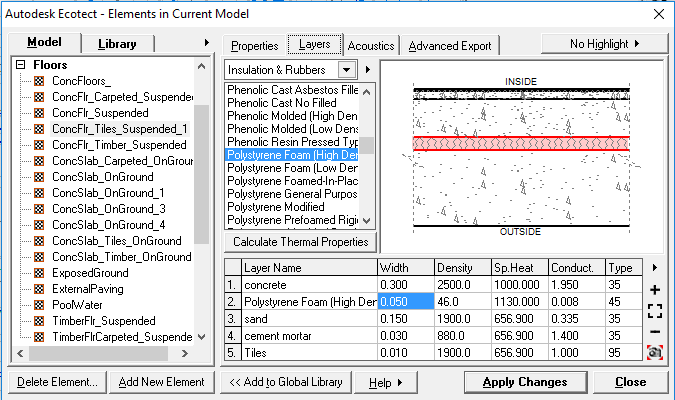 Autodesk Ecotect - Elements in Current Model
Model
Library
Floors
ConcFloors_
ConcFlr_Carpeted_Suspended
ConcFlr_Suspended
ConcFlr_Tiles_Suspended_1
ConcFlr_Timber_Suspended
ConcSlab_Carpeted_OnGround
ConcSlab_OnGround
ConcSlab_OnGround_1
ConcSlab_OnGround_3
ConcSlab_OnGround_4
ConcSlab_Tiles_OnGround
ConcSlab_Timber_OnGround
ExposedGround
ExternalPaving
PoolWater
TimberFlr_Suspended
TimberFlrCarpeted_Suspend
Properties
Layers
Acoustics
Advanced Export
No Highlight
Insulation & Rubbers
Phenolic Cast Asbestos Fille
Phenolic Cast No Filled
Phenolic Molded (High Den
Phenolic Molded (Low Dens
Phenolic Resin Pressed Typ
Polystyrene Foam (High Der
Polystyrene Foam (Low Der
Polystyrene Foamed-In-Plac
Polystyrene General Purpos
Polystyrene Modified
Polystyrene Prefoamed Rigi
Calculate Thermal Properties
INSIDE
OUTSIDE
Layer Name Width Density Sp.Heat Conduct. Type
1. concrete 0.300 2500.0 1000.000 1.950 35
2. Polystyrene Foam (High Den 0.050 46.0 1130.000 0.008 45
3. sand 0.150 1900.0 656.900 0.335 35
4. cement mortar 0.030 880.0 656.900 1.400 35
5. Tiles 0.010 1900.0 656.900 1.000 95
Delete Element...
Add New Element
<< Add to Global Library
Help
Apply Changes
Close